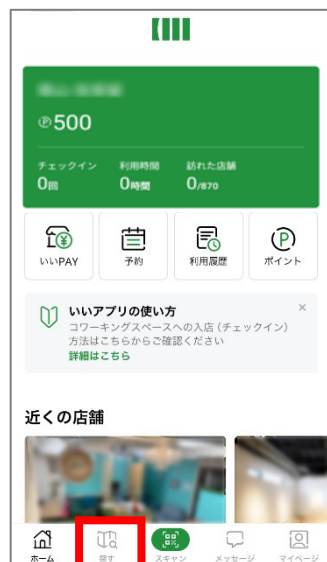 Ⓟ500
チェックイン 利用時間 訪れた店舗
0回 0時間 0/870
いいPAY 予約 利用履歴 ポイント
いいアプリの使い方 ×
コワーキングスペースへの入店（チェックイン）
方法はこちらからご確認ください
詳細はこちら
近くの店舗
ホーム 探す スキャン メッセージ マイページ